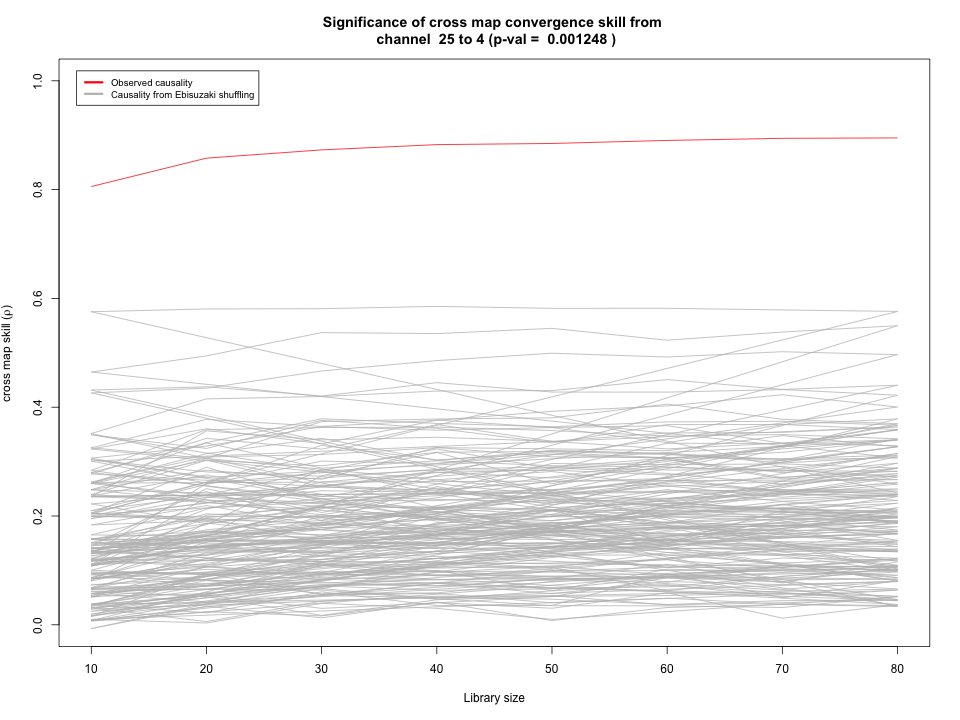 Significance of cross map convergence skill from
channel  25 to 4 (p-val =  0.001248 )
Observed causality
Causality from Ebisuzaki shuffling
cross map skill (ρ)
1.0
0.8
0.6
0.4
0.2
0.0
10 20 30 40 50 60 70 80
Library size